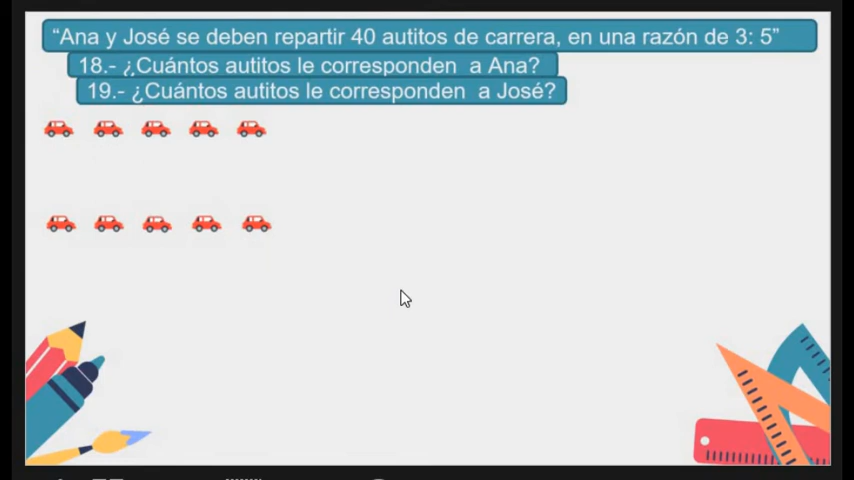 “Ana y José se deben repartir 40 autitos de carrera, en una razón de 3: 5”
18.- ¿Cuántos autitos le corresponden a Ana?
19.- ¿Cuántos autitos le corresponden a José?